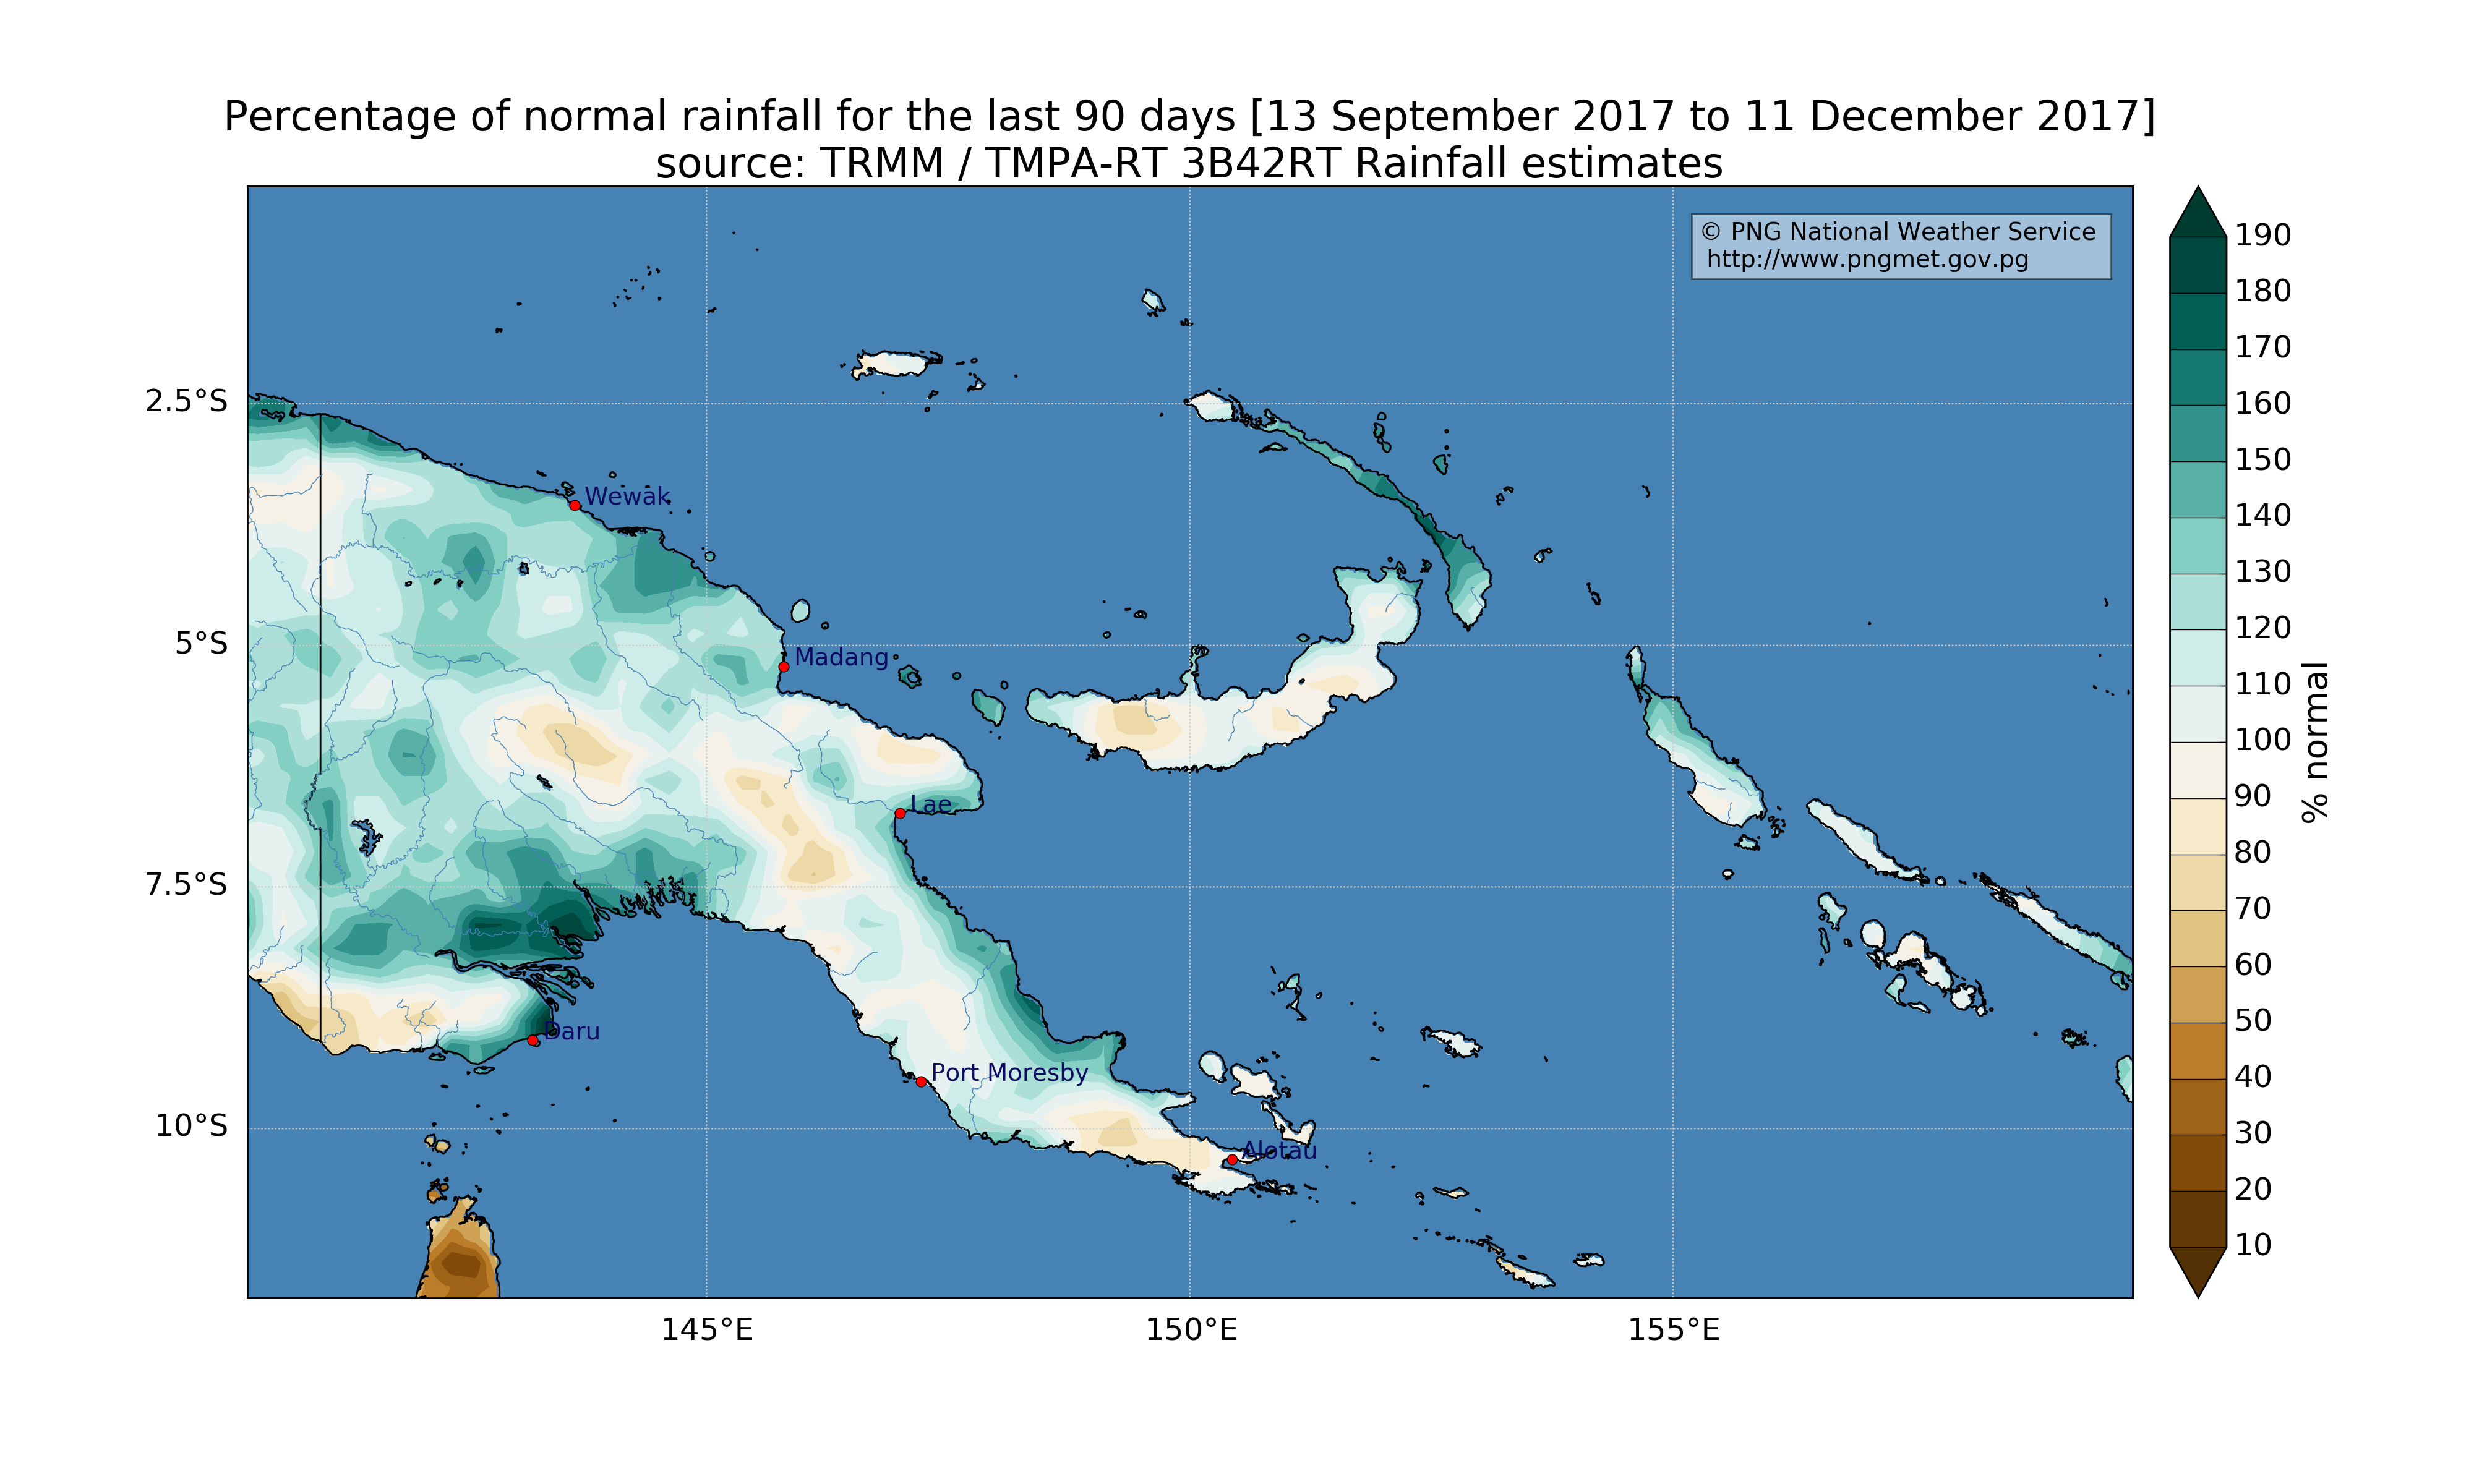 Percentage of normal rainfall for the last 90 days [13 September 2017 to 11 December 2017]
source: TRMM / TMPA-RT 3B42RT Rainfall estimates
© PNG National Weather Service
http://www.pngmet.gov.pg
2.5°S
5°S
7.5°S
10°S
145°E
150°E
155°E
Wewak
Madang
Lae
Daru
Port Moresby
Alotau
190
180
170
160
150
140
130
120
110
100
90
80
70
60
50
40
30
20
10
% normal